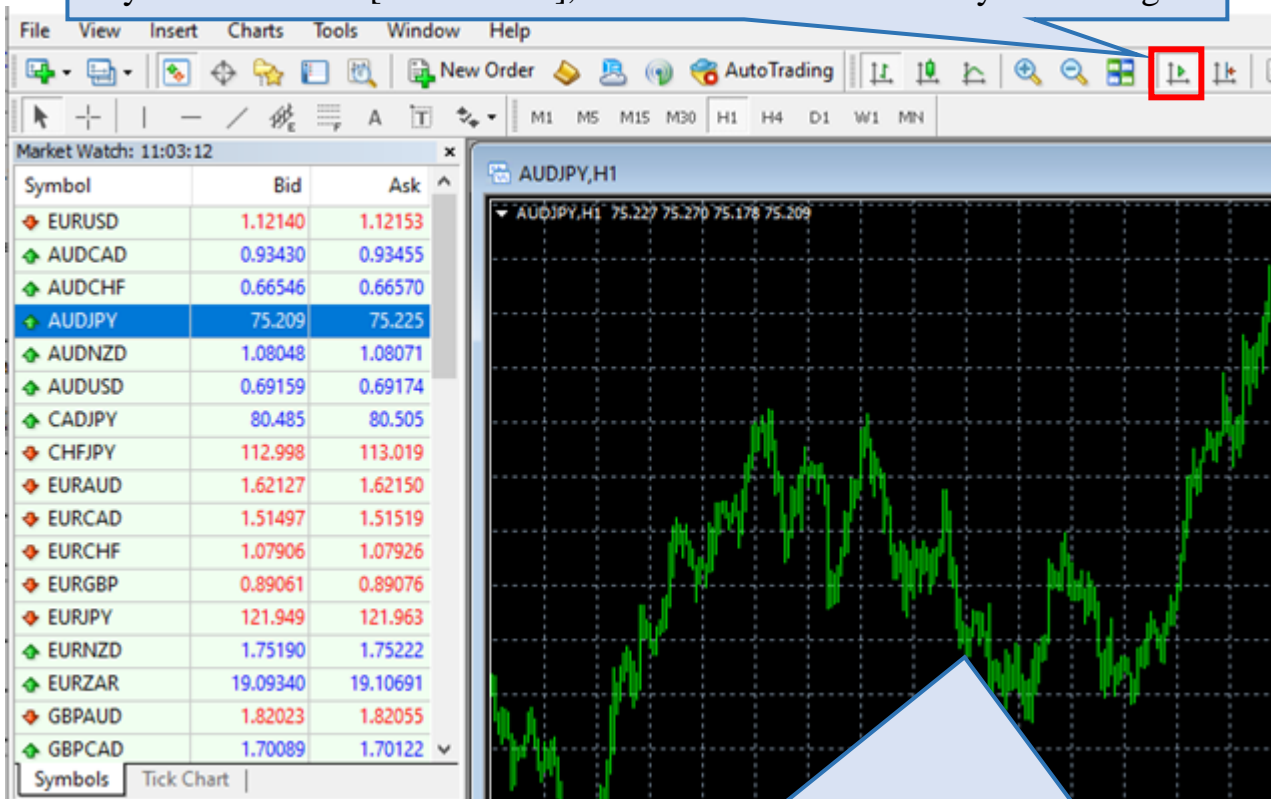 File View Insert Charts Tools Window Help
New Order AutoTrading
E F A T M1 M5 M15 M30 H1 H4 D1 W1 MN
Market Watch: 11:03:12
AUDJPY,H1
Symbol Bid Ask
AUDJPY,H1 75.227 75.270 75.178 75.209
EURUSD 1.12140 1.12153
AUDCAD 0.93430 0.93455
AUDCHF 0.66546 0.66570
AUDJPY 75.209 75.225
AUDNZD 1.08048 1.08071
AUDUSD 0.69159 0.69174
CADJPY 80.485 80.505
CHFJPY 112.998 113.019
EURAUD 1.62127 1.62150
EURCAD 1.51497 1.51519
EURCHF 1.07906 1.07926
EURGBP 0.89061 0.89076
EURJPY 121.949 121.963
EURNZD 1.75190 1.75222
EURZAR 19.09340 19.10691
GBPAUD 1.82023 1.82055
GBPCAD 1.70089 1.70122
Symbols Tick Chart